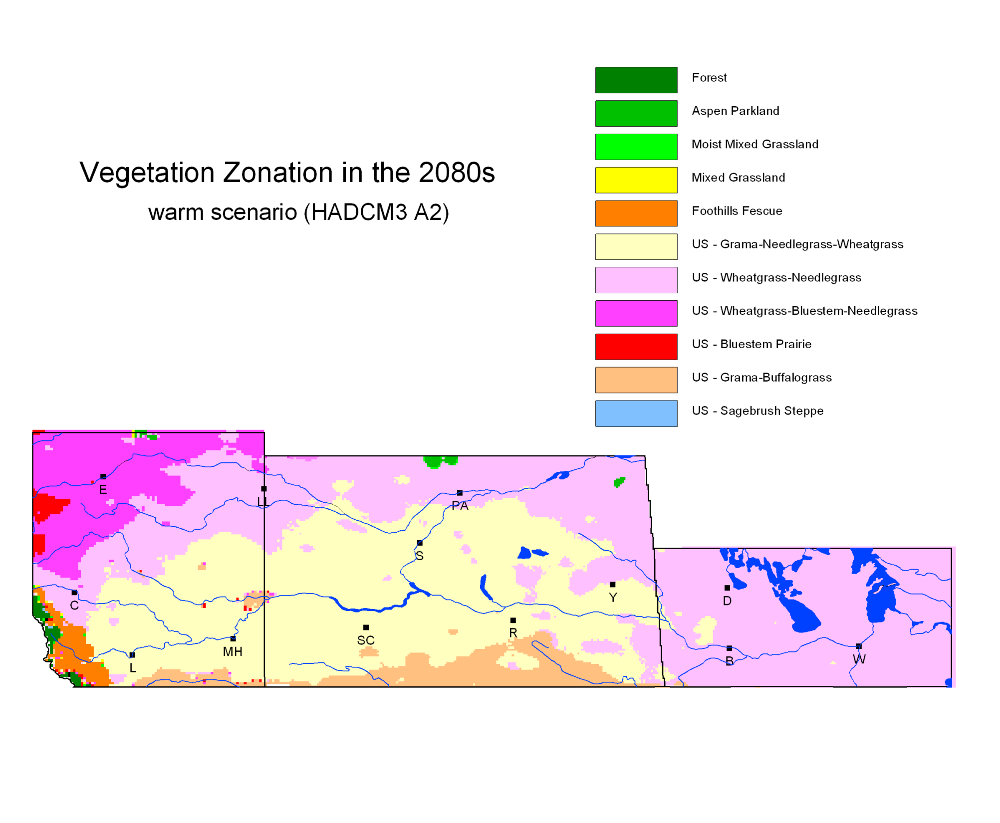 Vegetation Zonation in the 2080s
warm scenario (HADCM3 A2)
Forest
Aspen Parkland
Moist Mixed Grassland
Mixed Grassland
Foothills Fescue
US - Grama-Needlegrass-Wheatgrass
US - Wheatgrass-Needlegrass
US - Wheatgrass-Bluestem-Needlegrass
US - Bluestem Prairie
US - Grama-Buffalograss
US - Sagebrush Steppe
E
LL
PA
S
C
Y
D
R
SC
MH
L
B
W